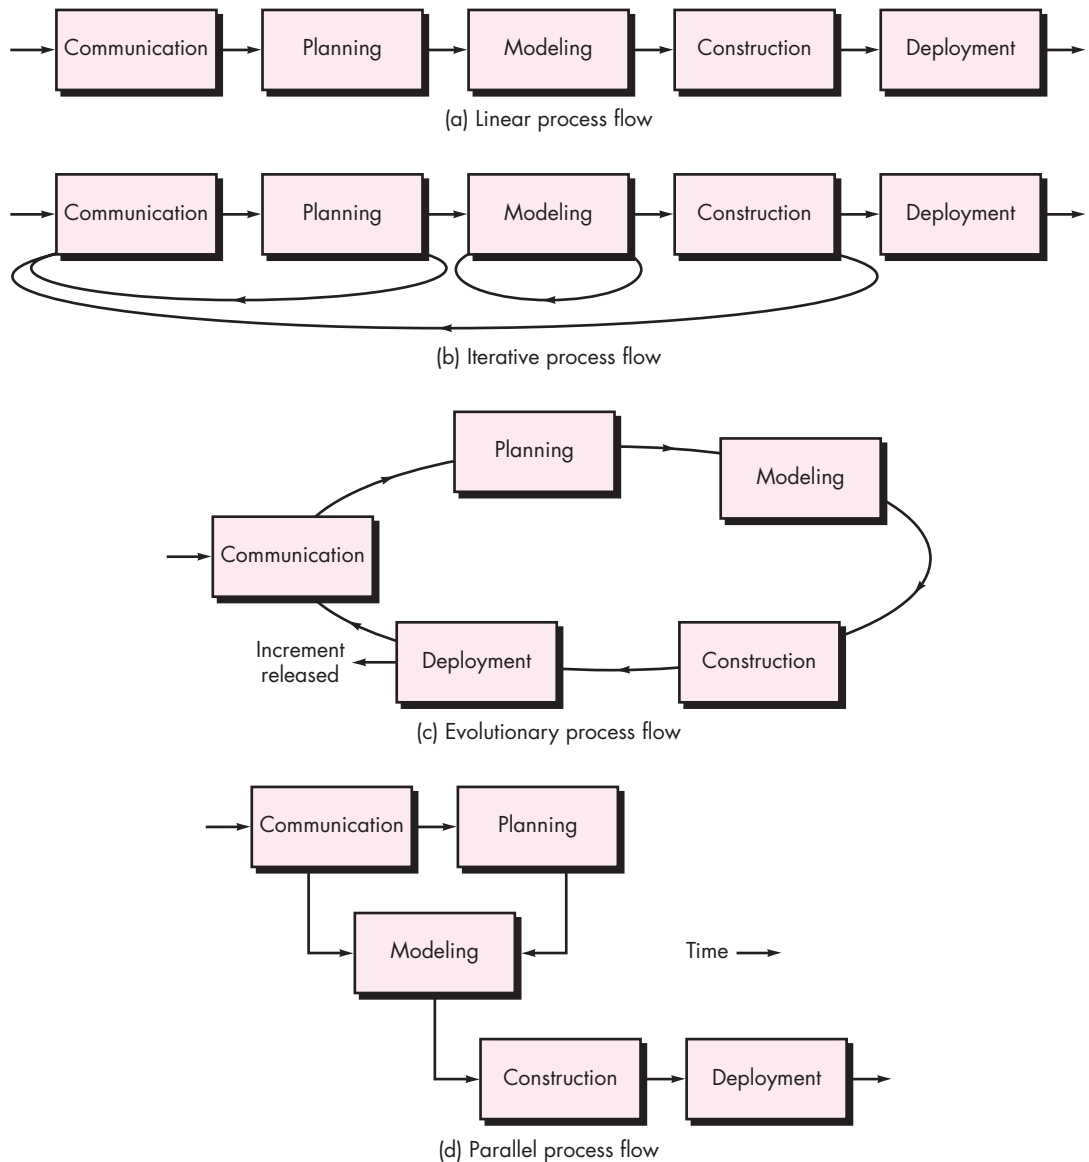 Communication
Planning
Modeling
Construction
Deployment
(a) Linear process flow
Communication
Planning
Modeling
Construction
Deployment
(b) Iterative process flow
Planning
Modeling
Communication
Increment
released
Deployment
Construction
(c) Evolutionary process flow
Communication
Planning
Modeling
Time
Construction
Deployment
(d) Parallel process flow